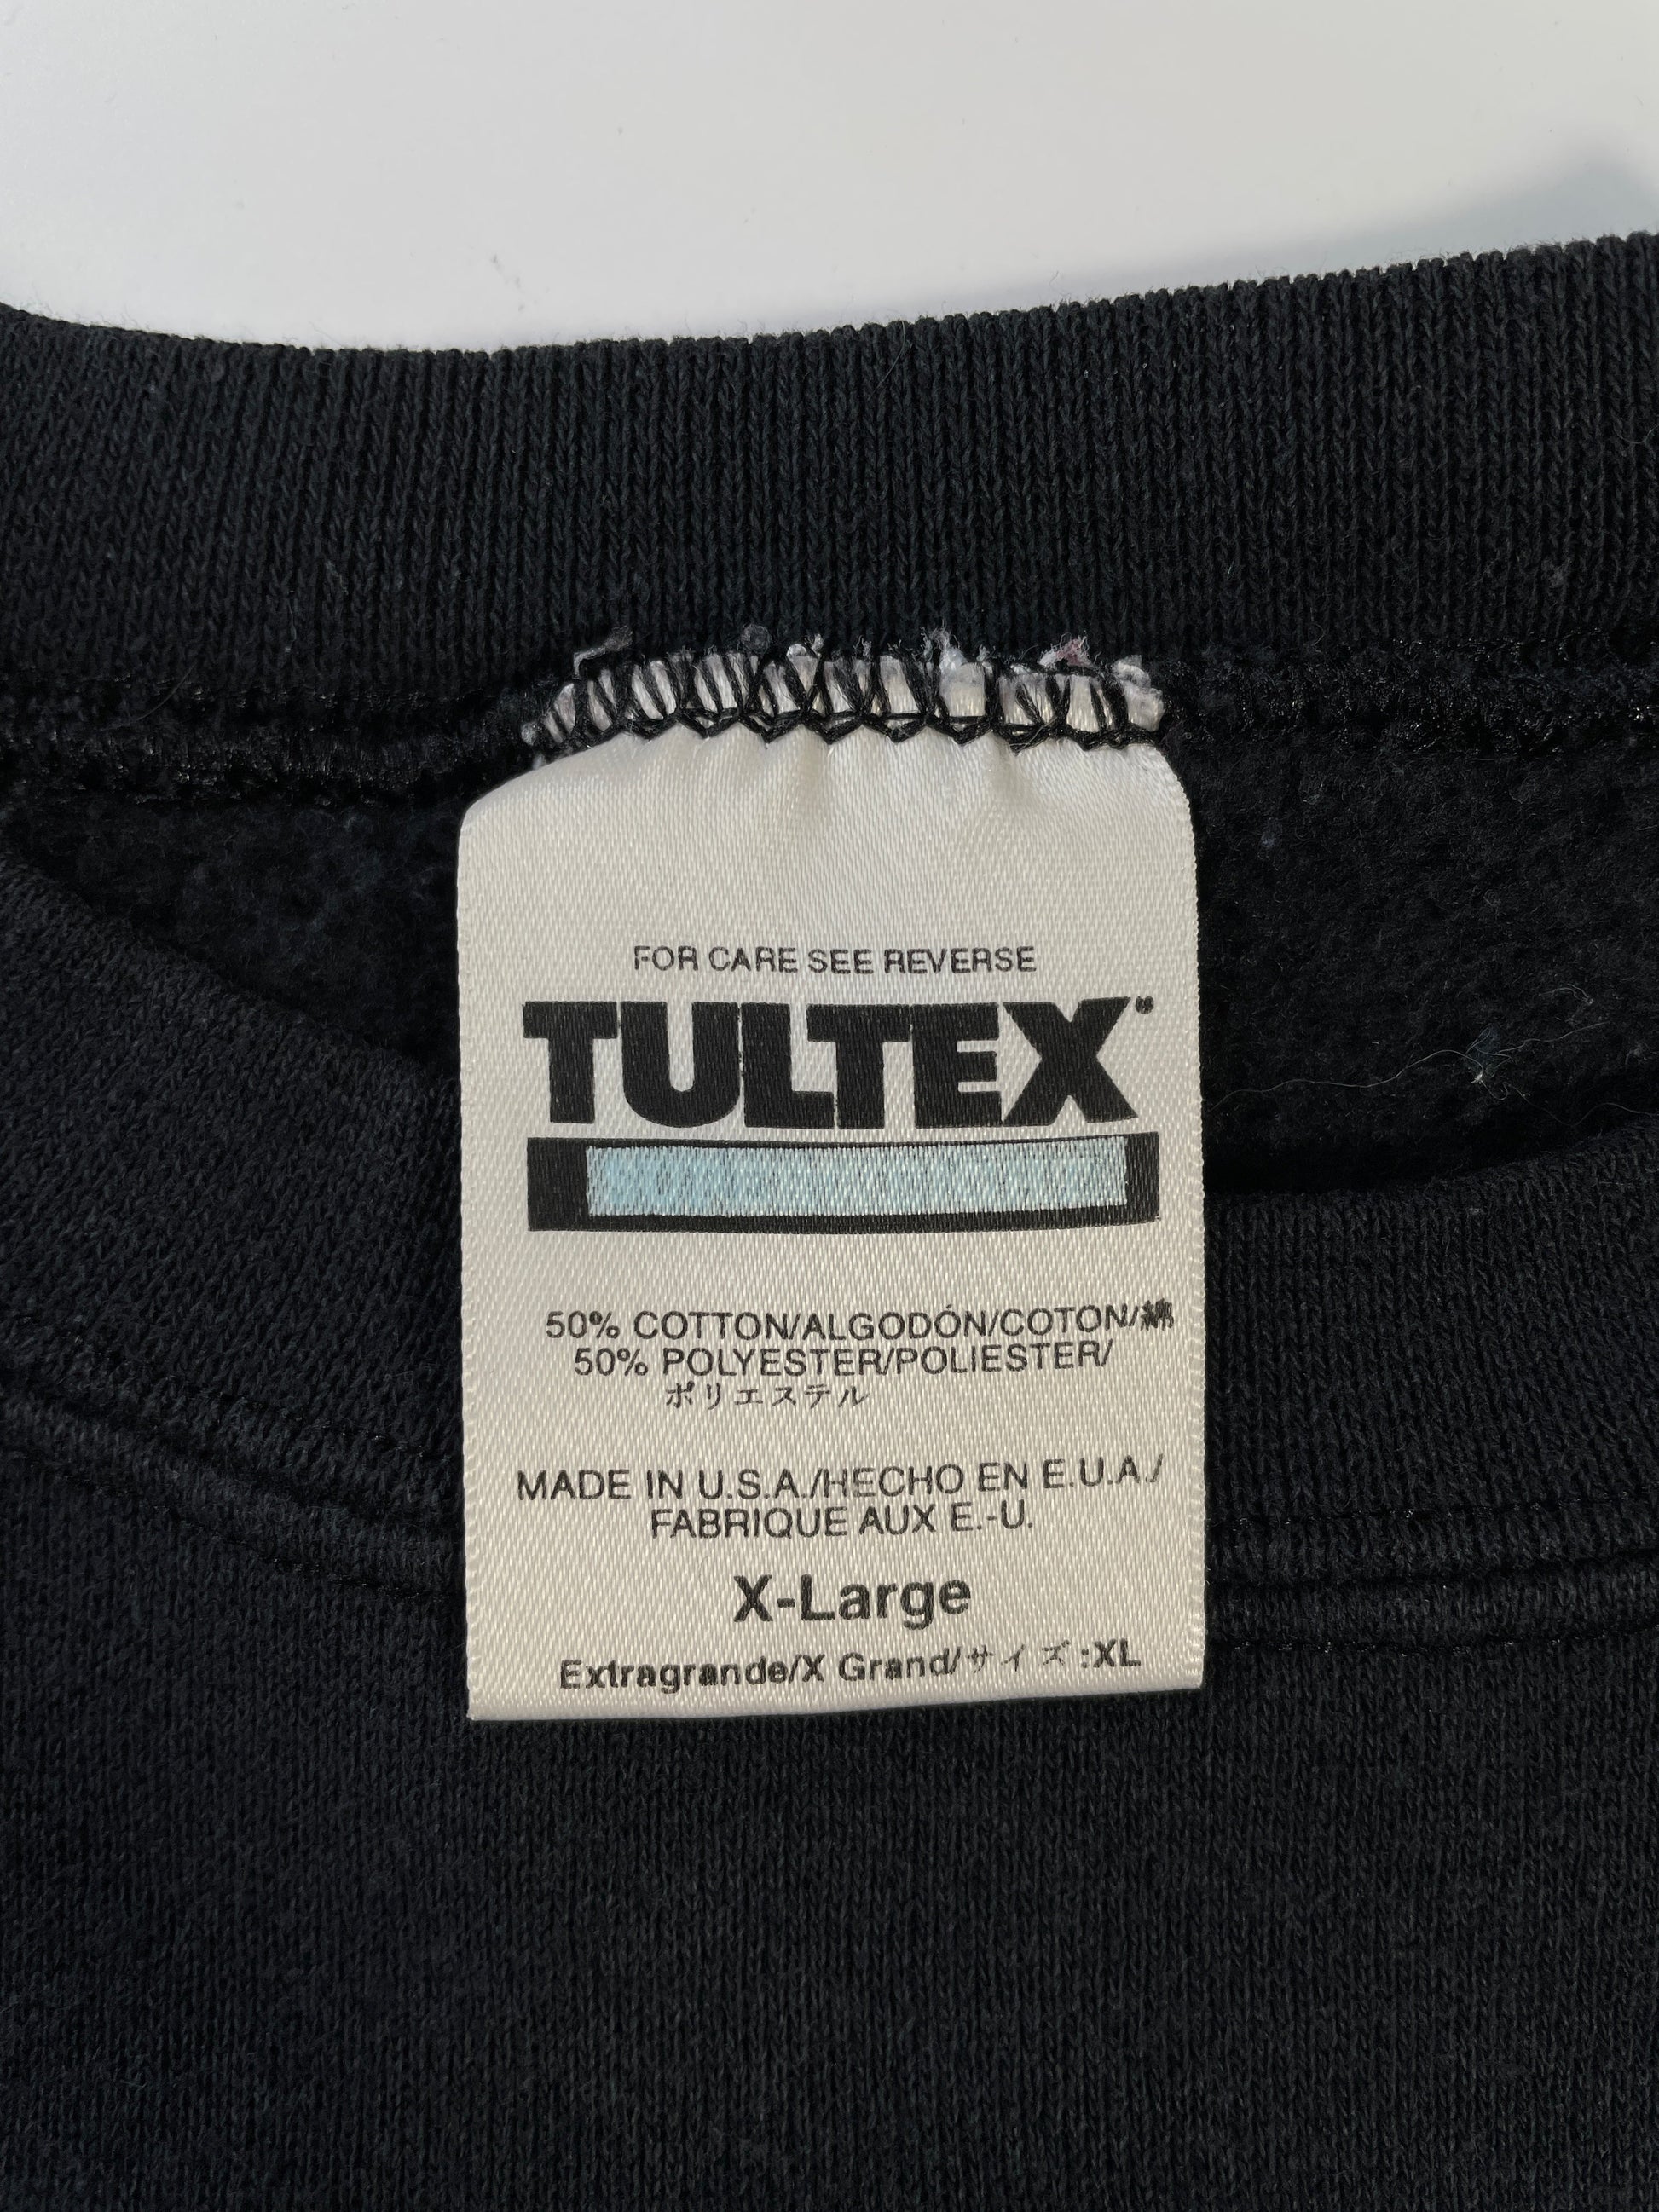 FOR CARE SEE REVERSE
TULTEX
50% COTTON/ALGODÓN/COTON/綿
50% POLYESTER/POLIESTER/
ポリエステル
MADE IN U.S.A./HECHO EN E.U.A./
FABRIQUE AUX E.-U.
X-Large
Extragrande/X Grand/サイズ:XL